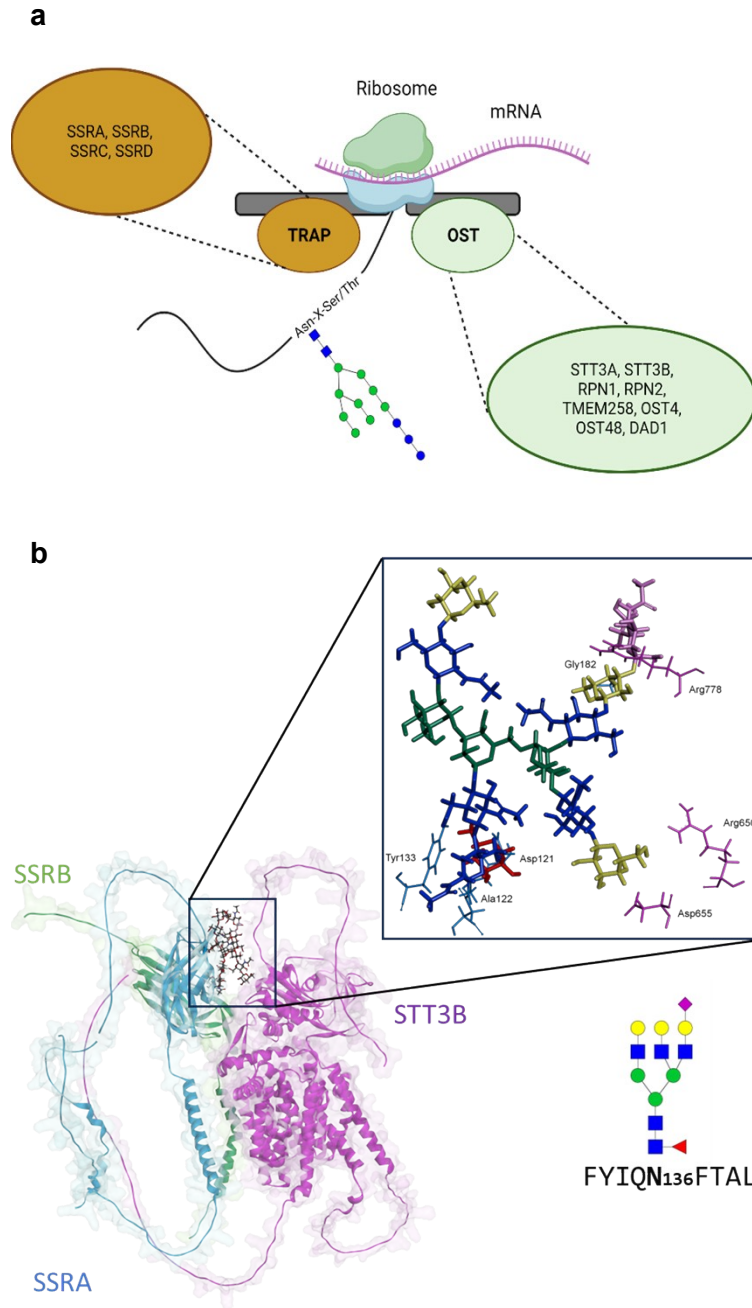 a
Ribosome
mRNA
SSRA, SSRB,
SSRC, SSRD
TRAP
OST
Asn-X-Ser/Thr
STT3A, STT3B,
RPN1, RPN2,
TMEM258, OST4,
OST48, DAD1
b
Gly182
Arg778
Arg650
Tyr133
Asp121
Ala122
Asp655
SSRB
STT3B
FYIQN136FTAL
SSRA